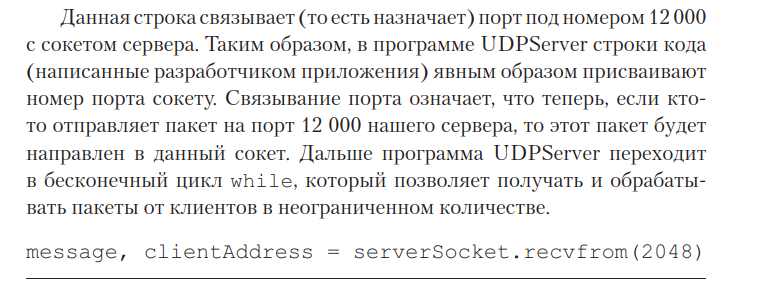 Данная строка связывает (то есть назначает) порт под номером 12 000
с сокетом сервера. Таким образом, в программе UDPServer строки кода
(написанные разработчиком приложения) явным образом присваивают
номер порта сокету. Связывание порта означает, что теперь, если кто-
то отправляет пакет на порт 12 000 нашего сервера, то этот пакет будет
направлен в данный сокет. Дальше программа UDPServer переходит
в бесконечный цикл while, который позволяет получать и обрабаты-
вать пакеты от клиентов в неограниченном количестве.
message, clientAddress = serverSocket.recvfrom(2048)